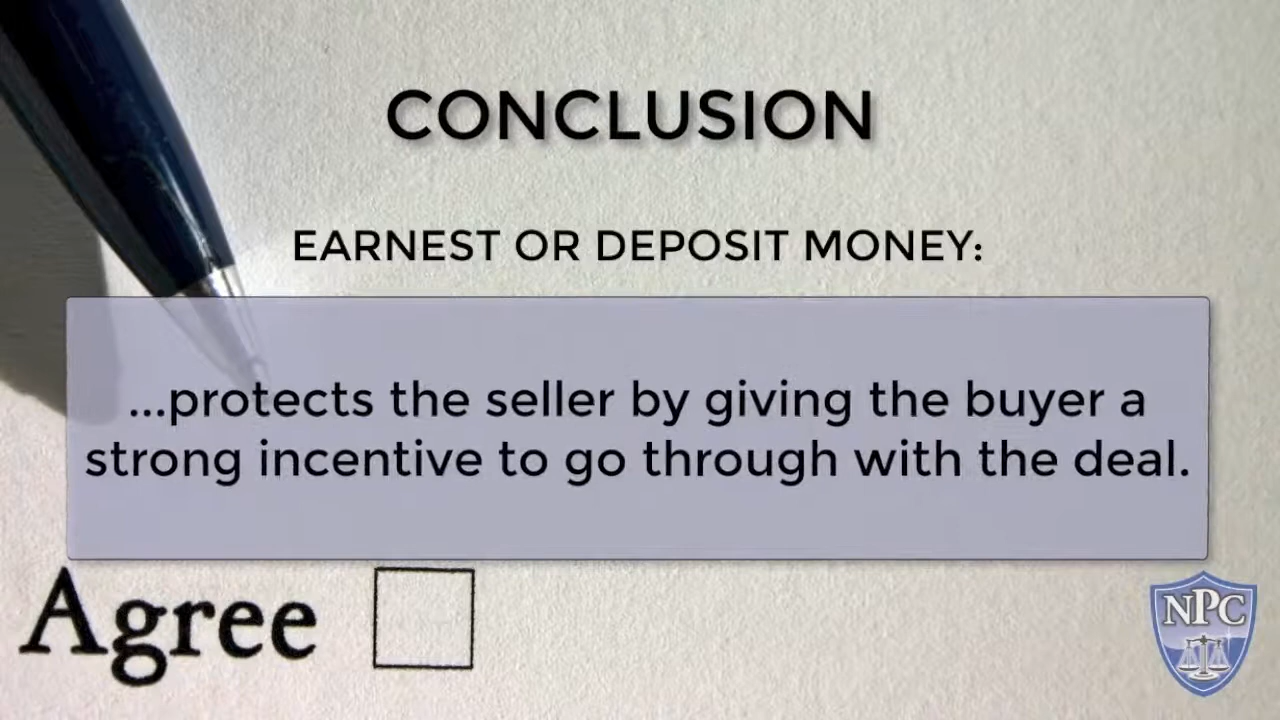 CONCLUSION
EARNEST OR DEPOSIT MONEY:
...protects the seller by giving the buyer a
strong incentive to go through with the deal.
Agree
NPC